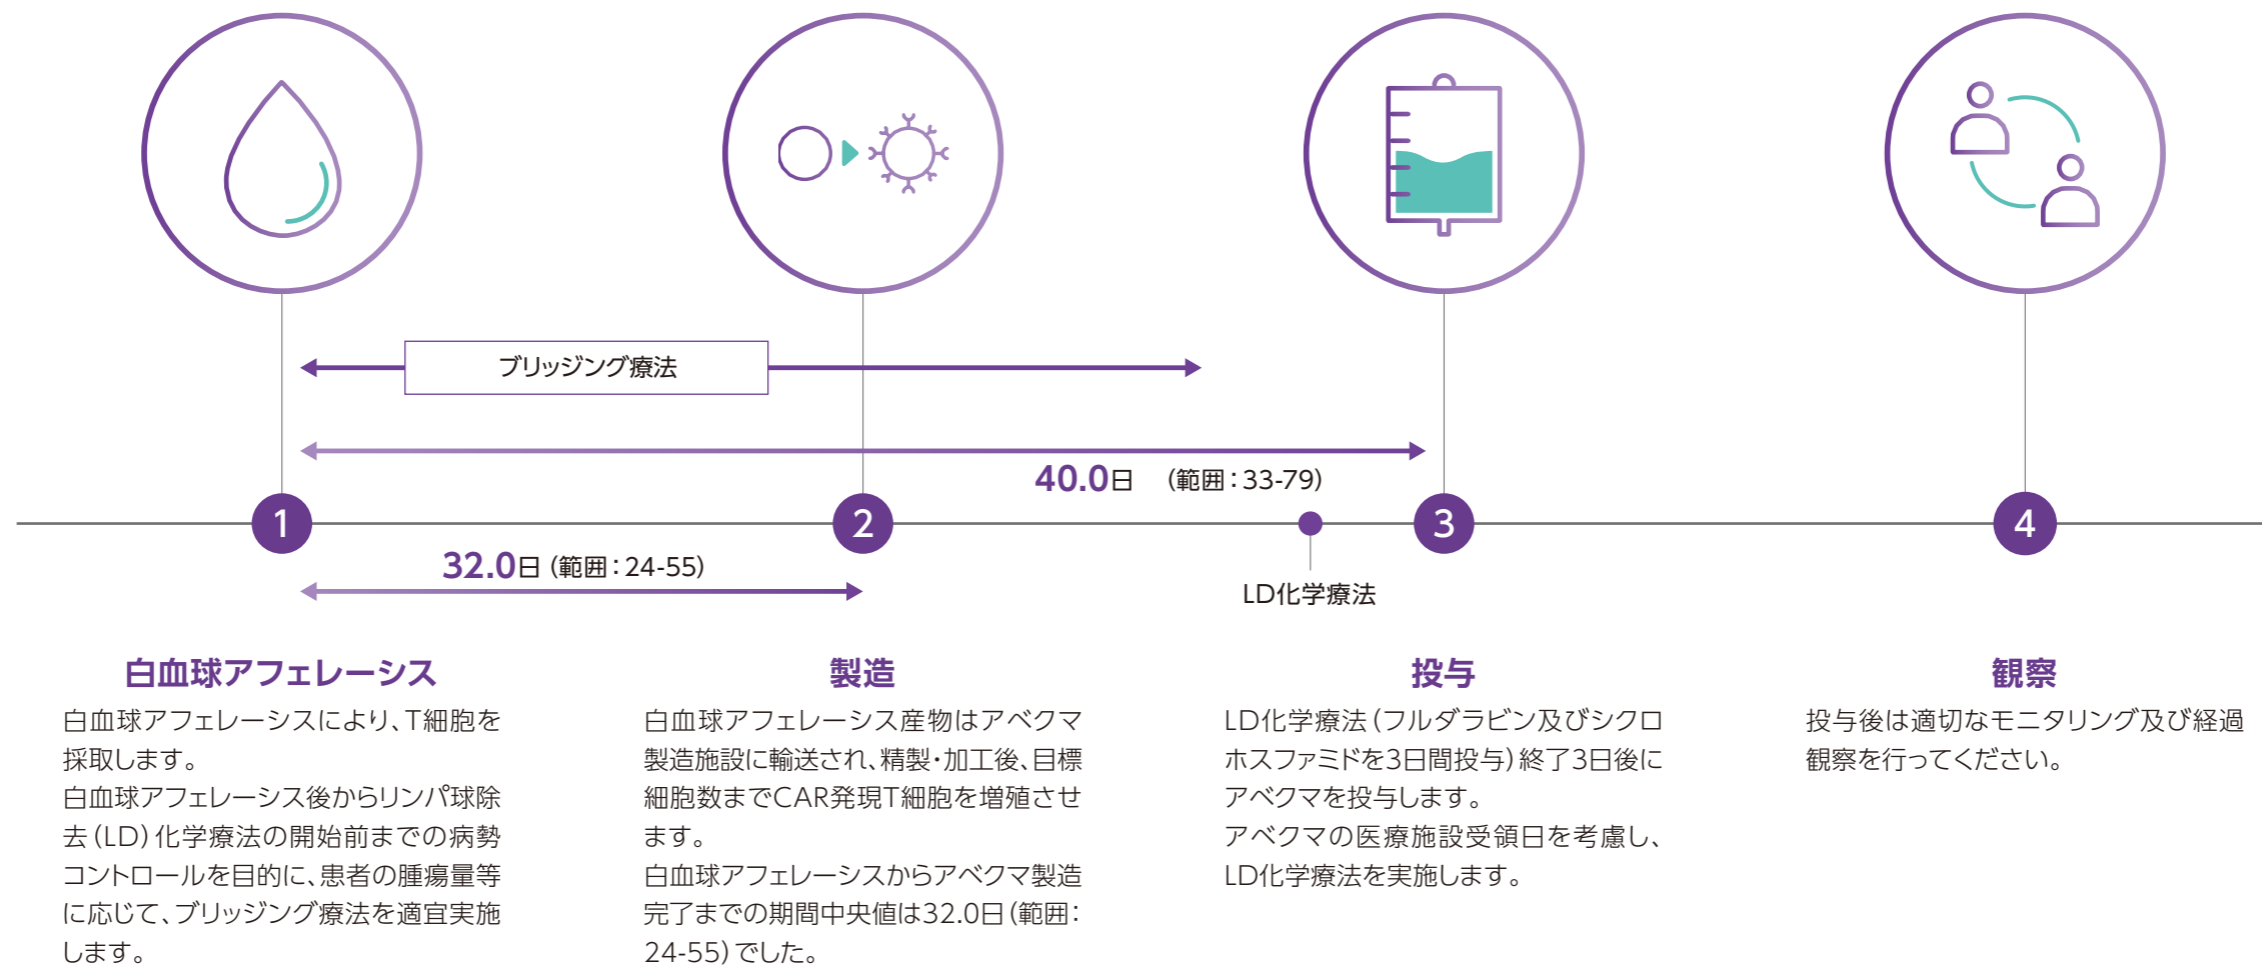 ブリッジング療法
40.0日 (範囲：33-79)
1
2
3
4
32.0日 (範囲：24-55)
LD化学療法
白血球アフェレーシス
白血球アフェレーシスにより、T細胞を
採取します。
白血球アフェレーシス後からリンパ球除
去(LD)化学療法の開始前までの病勢
コントロールを目的に、患者の腫瘍量等
に応じて、ブリッジング療法を適宜実施
します。
製造
白血球アフェレーシス産物はアベクマ
製造施設に輸送され、精製・加工後、目標
細胞数までCAR発現T細胞を増殖させ
ます。
白血球アフェレーシスからアベクマ製造
完了までの期間中央値は32.0日(範囲：
24-55)でした。
投与
LD化学療法(フルダラビン及びシクロ
ホスファミドを3日間投与)終了3日後に
アベクマを投与します。
アベクマの医療施設受領日を考慮し、
LD化学療法を実施します。
観察
投与後は適切なモニタリング及び経過
観察を行ってください。